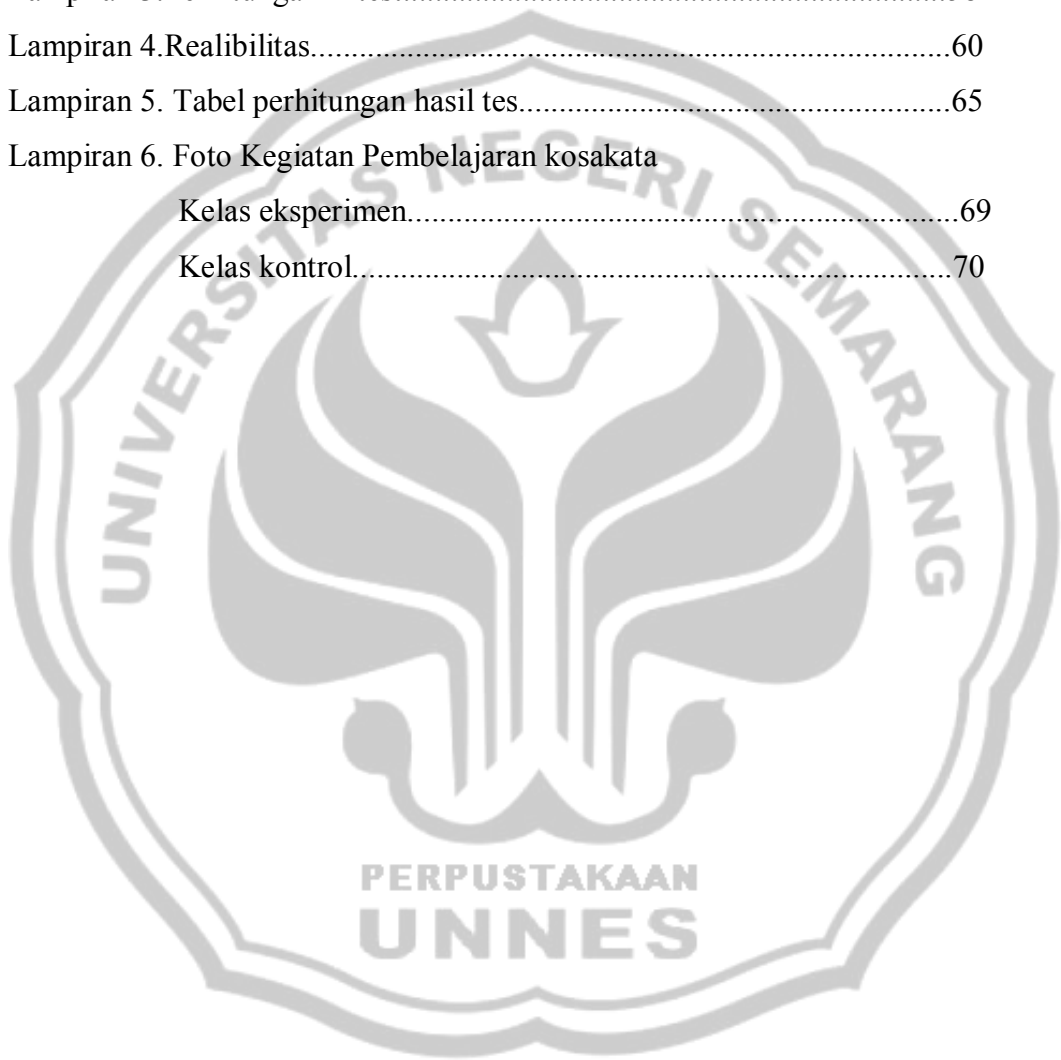 Lampiran 4.Realibilitas....................................................................................60
Lampiran 5. Tabel perhitungan hasil tes.........................................................65
Lampiran 6. Foto Kegiatan Pembelajaran kosakata
Kelas eksperimen.........................................................................69
Kelas kontrol...............................................................................70
UNIVERSITAS NEGERI SEMARANG
PERPUSTAKAAN
UNNES